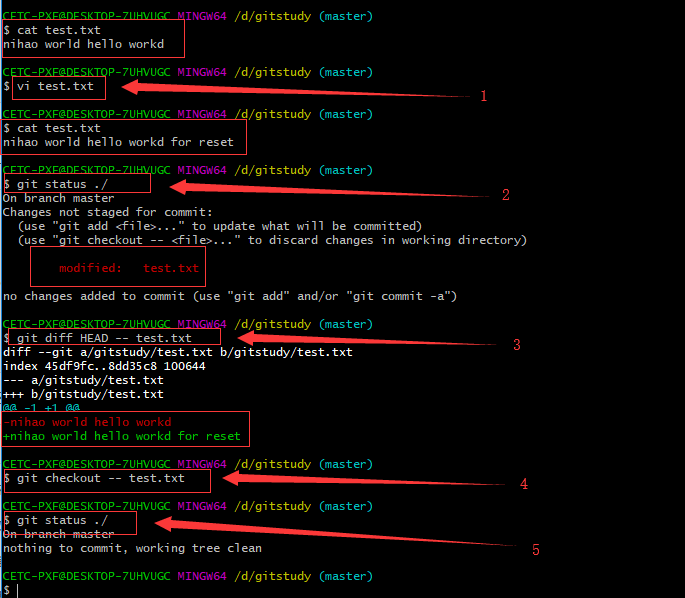 CETC-PXF@DESKTOP-7UHVUGC MINGW64 /d/gitstudy (master)
$ cat test.txt
nihao world hello workd
CETC-PXF@DESKTOP-7UHVUGC MINGW64 /d/gitstudy (master)
$ vi test.txt
1
CETC-PXF@DESKTOP-7UHVUGC MINGW64 /d/gitstudy (master)
$ cat test.txt
nihao world hello workd for reset
CETC-PXF@DESKTOP-7UHVUGC MINGW64 /d/gitstudy (master)
$ git status ./
2
On branch master
Changes not staged for commit:
(use "git add <file>..." to update what will be committed)
(use "git checkout -- <file>..." to discard changes in working directory)
modified: test.txt
no changes added to commit (use "git add" and/or "git commit -a")
CETC-PXF@DESKTOP-7UHVUGC MINGW64 /d/gitstudy (master)
$ git diff HEAD -- test.txt
3
diff --git a/gitstudy/test.txt b/gitstudy/test.txt
index 45df9fc..8dd35c8 100644
--- a/gitstudy/test.txt
+++ b/gitstudy/test.txt
@@ -1 +1 @@
-nihao world hello workd
+nihao world hello workd for reset
CETC-PXF@DESKTOP-7UHVUGC MINGW64 /d/gitstudy (master)
$ git checkout -- test.txt
4
CETC-PXF@DESKTOP-7UHVUGC MINGW64 /d/gitstudy (master)
$ git status ./
5
On branch master
nothing to commit, working tree clean
CETC-PXF@DESKTOP-7UHVUGC MINGW64 /d/gitstudy (master)
$